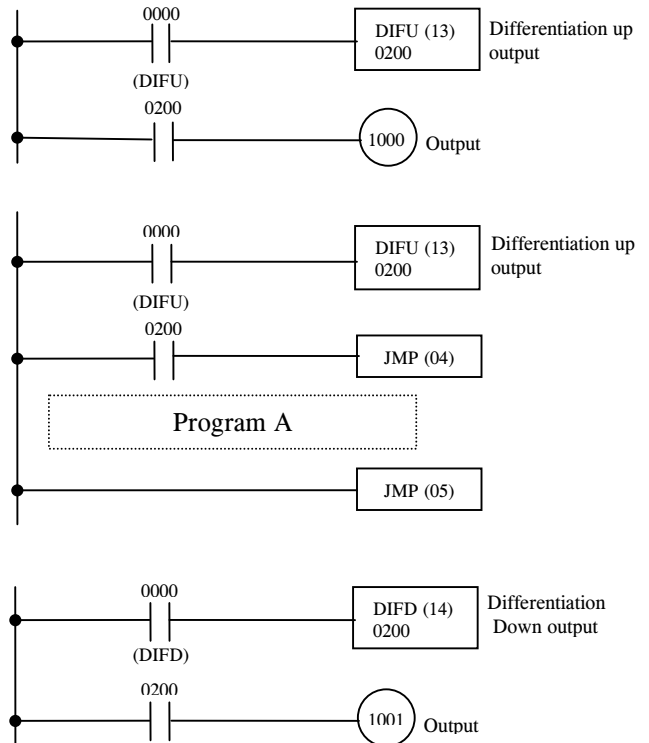 0000
DIFU (13)
0200
Differentiation up
output
(DIFU)
0200
1000
Output
0000
DIFU (13)
0200
Differentiation up
output
(DIFU)
0200
JMP (04)
Program A
JMP (05)
0000
DIFD (14)
0200
Differentiation
Down output
(DIFD)
0200
1001
Output